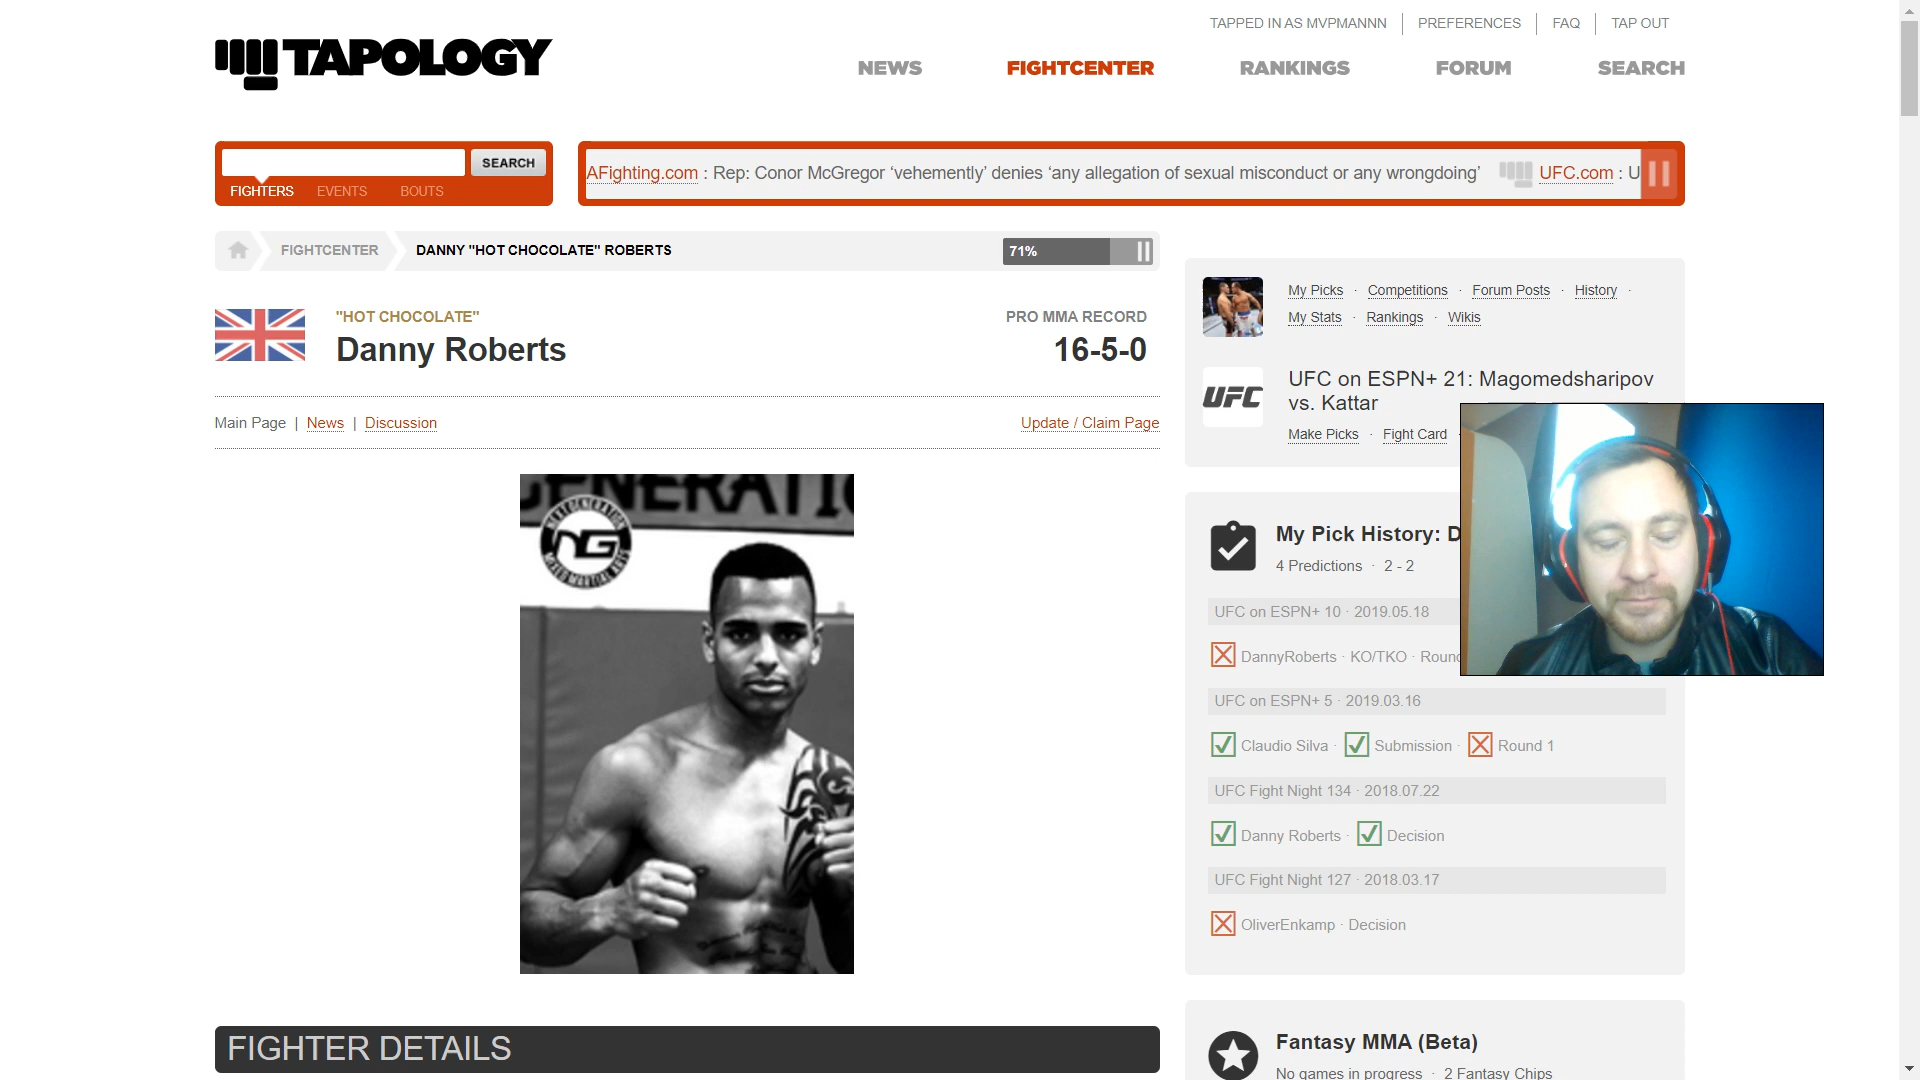 TAPPED IN AS MVPMANNN
PREFERENCES
FAQ
TAP OUT
TAPOLOGY
NEWS
FIGHTCENTER
RANKINGS
FORUM
SEARCH
SEARCH
FIGHTERS
EVENTS
BOUTS
AFighting.com : Rep: Conor McGregor ‘vehemently’ denies ‘any allegation of sexual misconduct or any wrongdoing’
UFC.com : U
FIGHTCENTER
DANNY "HOT CHOCOLATE" ROBERTS
71%
"HOT CHOCOLATE"
Danny Roberts
PRO MMA RECORD
16-5-0
Main Page | News | Discussion
Update / Claim Page
GENERATIO
NG
FIGHTER DETAILS
My Picks · Competitions · Forum Posts · History ·
My Stats · Rankings · Wikis
UFC
UFC on ESPN+ 21: Magomedsharipov
vs. Kattar
Make Picks · Fight Card ·
My Pick History: D
4 Predictions · 2 - 2
UFC on ESPN+ 10 · 2019.05.18
DannyRoberts · KO/TKO · Round
UFC on ESPN+ 5 · 2019.03.16
Claudio Silva · Submission · Round 1
UFC Fight Night 134 · 2018.07.22
Danny Roberts · Decision
UFC Fight Night 127 · 2018.03.17
OliverEnkamp · Decision
Fantasy MMA (Beta)
No games in progress · 2 Fantasy Chips